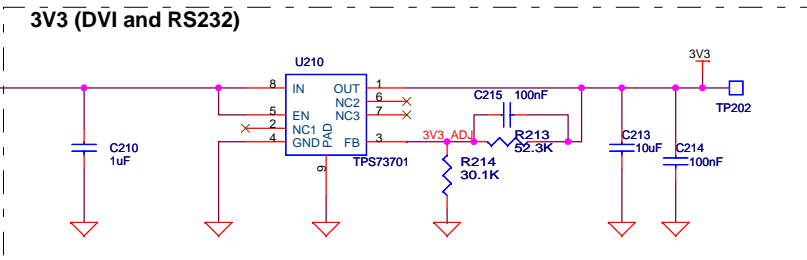 3V3 (DVI and RS232)
3V3
U210
8 IN OUT 1
NC2 6
5 EN NC3 7
2 NC1
4 GND PAD FB 3
9
TPS73701
C210
1uF
C215 100nF
3V3_ADJ
R213
52.3K
R214
30.1K
C213
10uF
C214
100nF
TP202